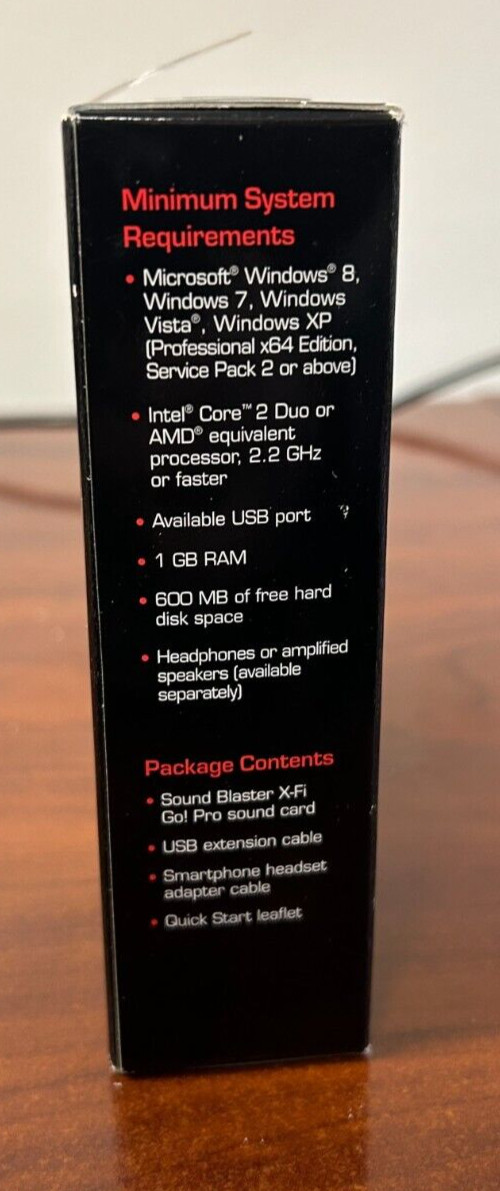 Minimum System
Requirements
• Microsoft® Windows® 8,
Windows 7, Windows
Vista®, Windows XP
(Professional x64 Edition,
Service Pack 2 or above)
• Intel® Core™ 2 Duo or
AMD® equivalent
processor, 2.2 GHz
or faster
• Available USB port
• 1 GB RAM
• 600 MB of free hard
disk space
• Headphones or amplified
speakers (available
separately)
Package Contents
• Sound Blaster X-Fi
Go! Pro sound card
• USB extension cable
• Smartphone headset
adapter cable
• Quick Start leaflet